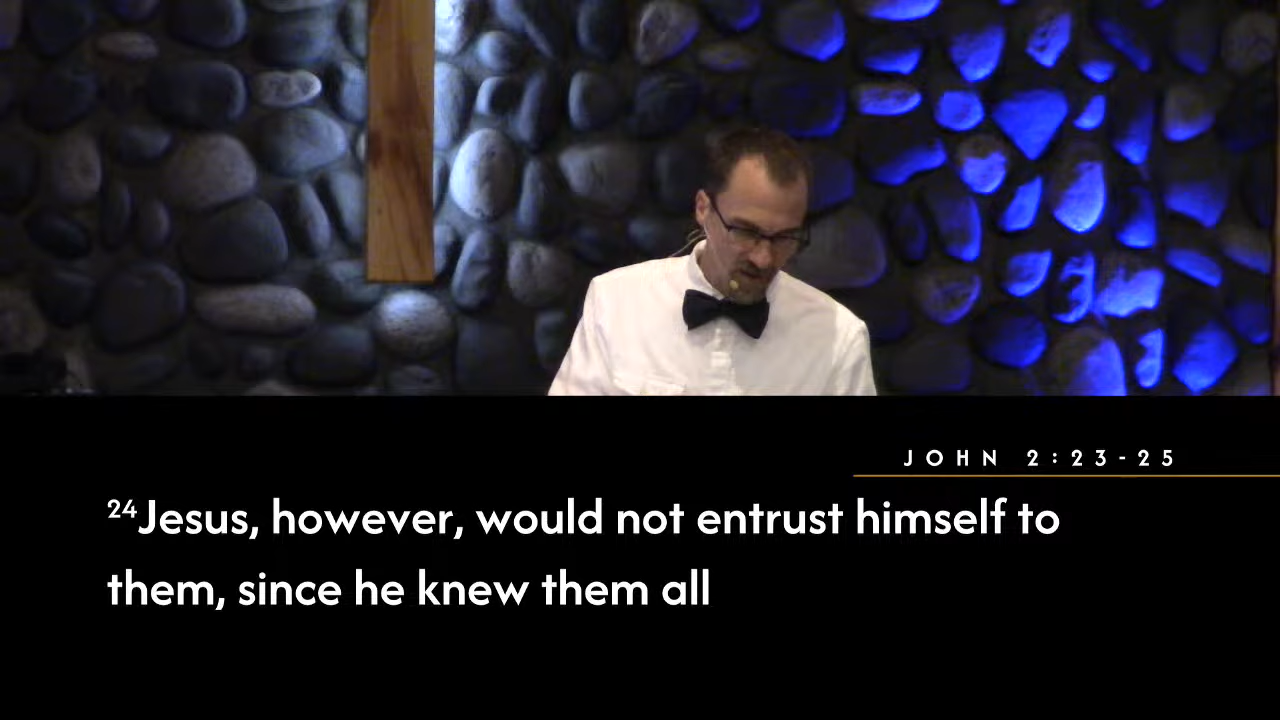 JOHN 2:23-25
²⁴Jesus, however, would not entrust himself to
them, since he knew them all